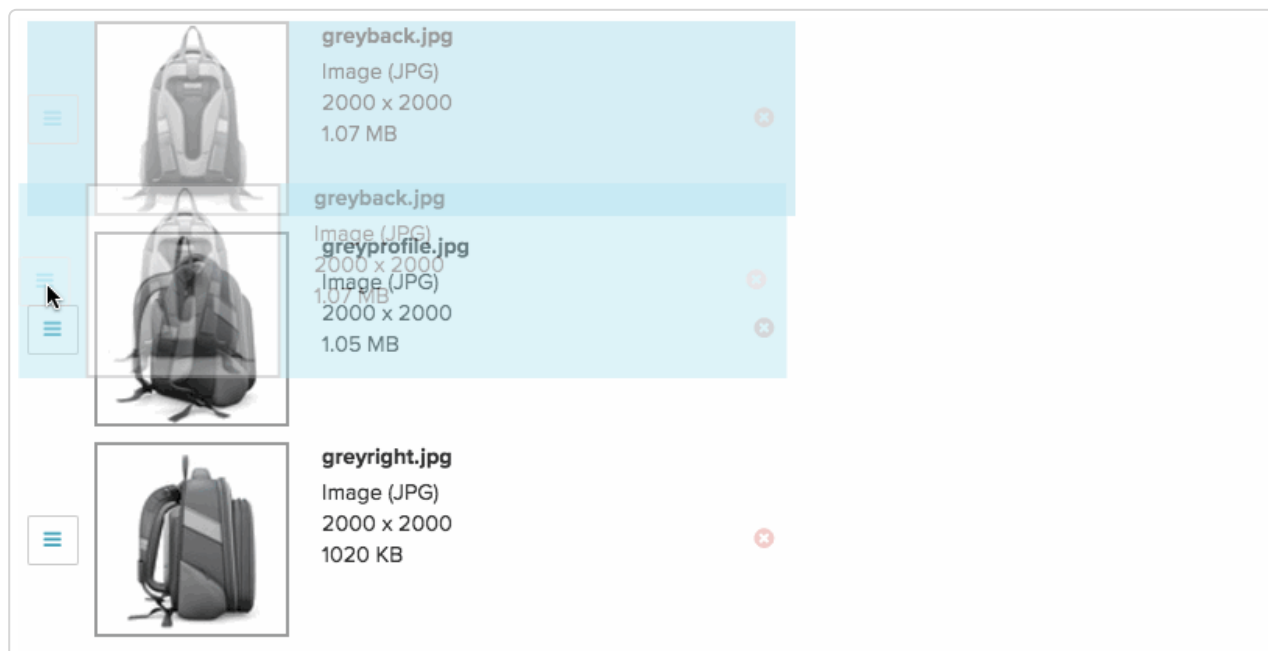 greyback.jpg
Image (JPG)
2000 x 2000
1.07 MB
greyback.jpg
Image (JPG)
2000 x 2000
1.07 MB
greyprofile.jpg
Image (JPG)
2000 x 2000
1.05 MB
greyright.jpg
Image (JPG)
2000 x 2000
1020 KB